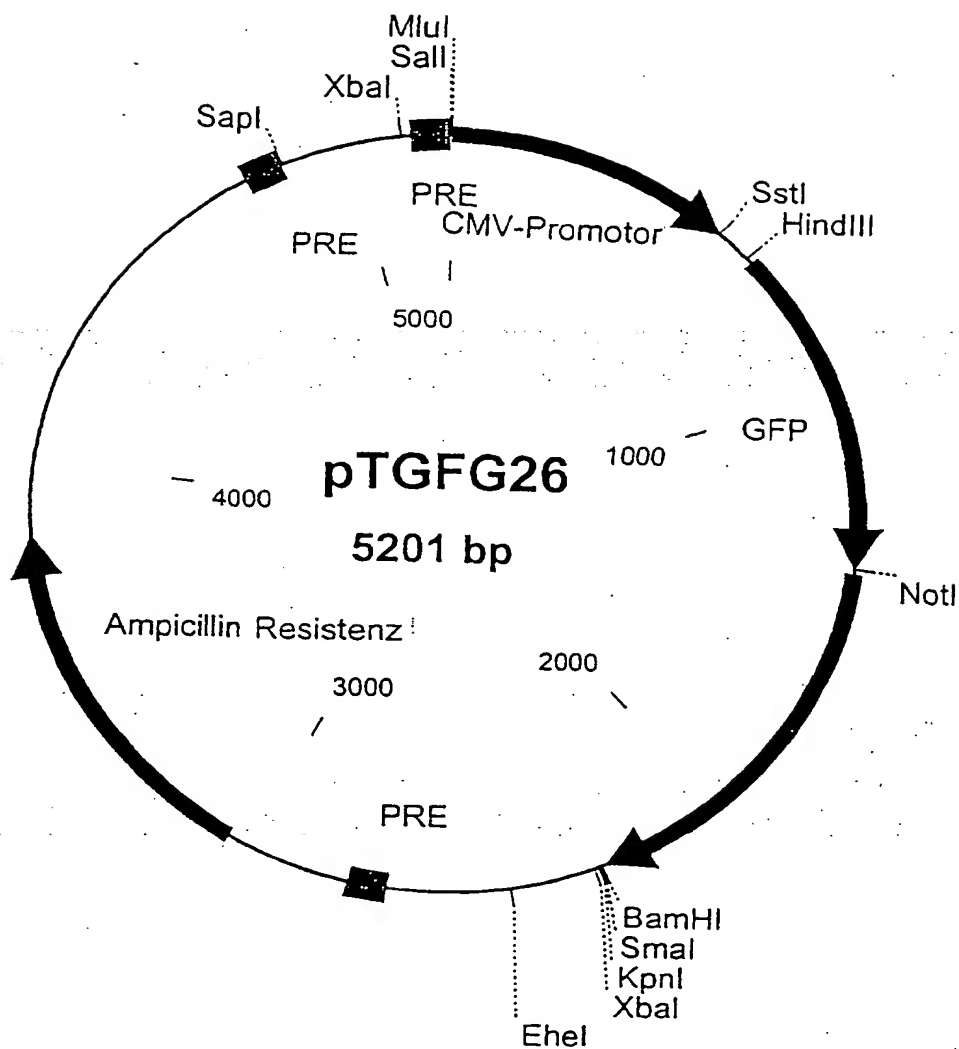 MluI
SalI
XbaI
SapI
PRE
CMV-Promotor
SstI
HindIII
PRE
5000
GFP
1000
pTGFG26
4000
5201 bp
NotI
Ampicillin Resistenz
2000
3000
PRE
BamHI
SmaI
KpnI
XbaI
EheI